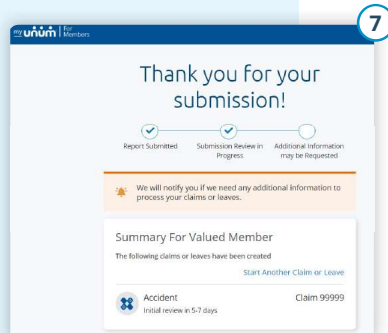 7
my unum | For Members
Thank you for your
submission!
Report Submitted
Submission Review in
Progress
Additional Information
may be Requested
We will notify you if we need any additional information to
process your claims or leaves.
Summary For Valued Member
The following claims or leaves have been created
Start Another Claim or Leave
Accident
Claim 99999
Initial review in 5-7 days